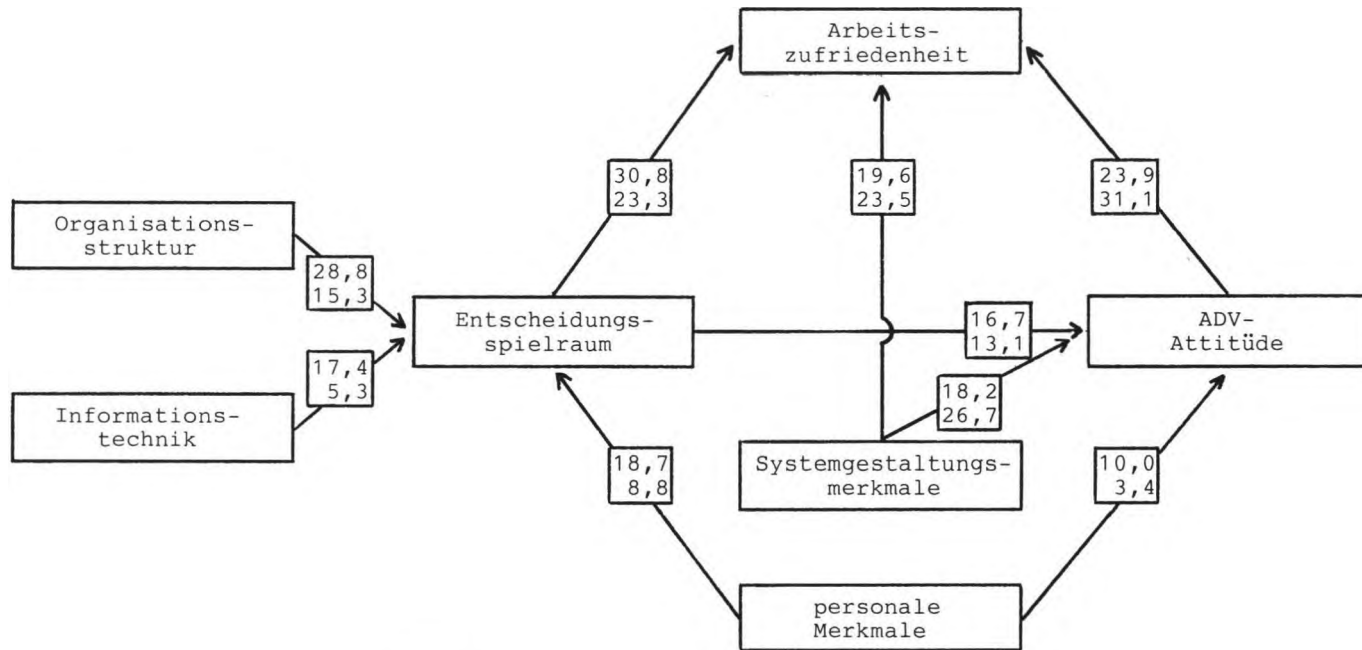 Arbeits-
zufriedenheit
30,8
23,3
19,6
23,5
23,9
31,1
Organisations-
struktur
28,8
15,3
Entscheidungs-
spielraum
16,7
13,1
ADV-
Attitüde
17,4
5,3
Informations-
technik
18,2
26,7
18,7
8,8
Systemgestaltungs-
merkmale
10,0
3,4
personale
Merkmale